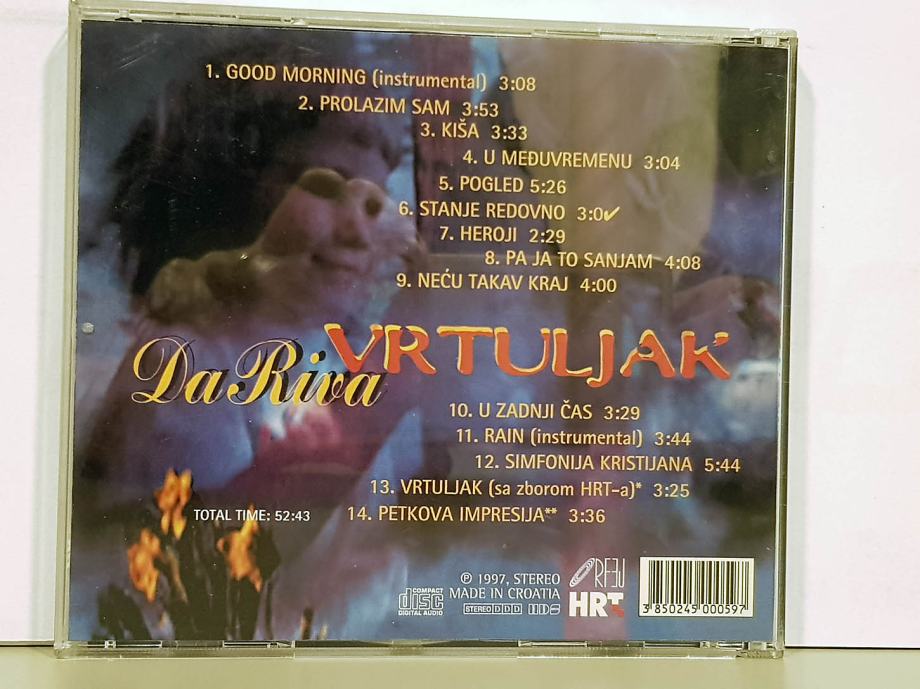 1. GOOD MORNING (instrumental) 3:08
2. PROLAZIM SAM 3:53
3. KIŠA 3:33
4. U MEĐUVREMENU 3:04
5. POGLED 5:26
6. STANJE REDOVNO 3:0✔
7. HEROJI 2:29
8. PA JA TO SANJAM 4:08
9. NEĆU TAKAV KRAJ 4:00
DaRiva VRTULJAK
10. U ZADNJI ČAS 3:29
11. RAIN (instrumental) 3:44
12. SIMFONIJA KRISTIJANA 5:44
13. VRTULJAK (sa zborom HRT-a)* 3:25
TOTAL TIME: 52:43
14. PETKOVA IMPRESIJA** 3:36
COMPACT disc DIGITAL AUDIO
℗ 1997, STEREO
MADE IN CROATIA
STEREO DDD
ORFEJ
HRT
3 850245 000597